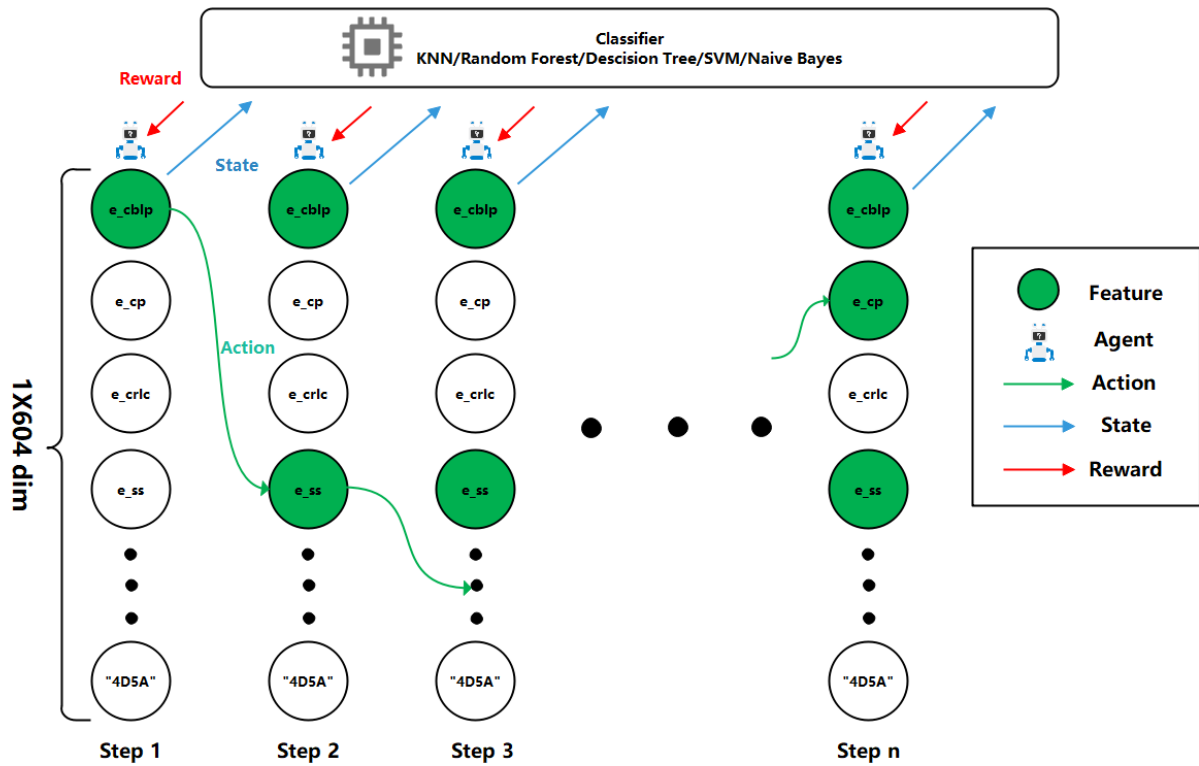 Classifier
KNN/Random Forest/Descision Tree/SVM/Naive Bayes
Reward
State
e_cblp
e_cblp
e_cblp
e_cblp
e_cp
e_cp
e_cp
e_cp
Action
e_crlc
e_crlc
e_crlc
e_crlc
e_ss
e_ss
e_ss
e_ss
"4D5A"
"4D5A"
"4D5A"
"4D5A"
1X604 dim
Step 1
Step 2
Step 3
Step n
Feature
Agent
Action
State
Reward